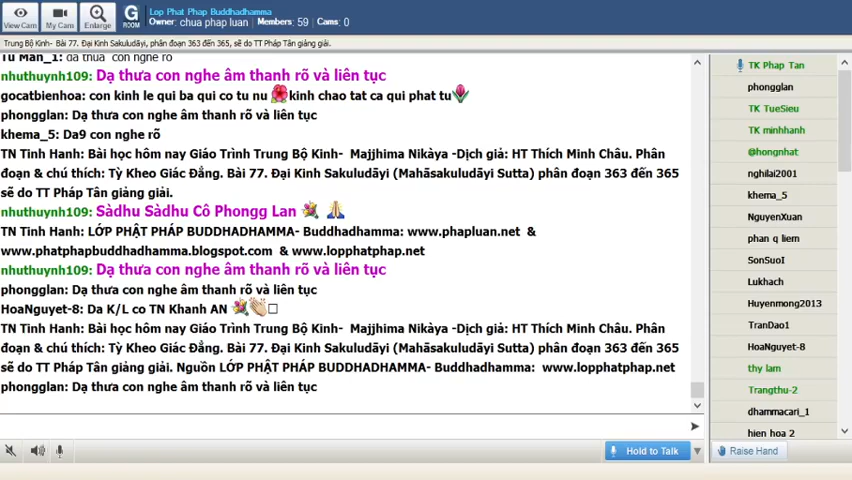 View Cam
My Cam
Enlarge
G
ROOM
Lop Phat Phap Buddhadhamma
Owner: chua phap luan Members: 59 Cams: 0
Trung Bộ Kinh- Bài 77. Đại Kinh Sakuludāyi, phân đoạn 363 đến 365, sẽ do TT Pháp Tân giảng giải.
Tu Man_1: da thua con nghe ro
nhuthuynh109: Dạ thưa con nghe âm thanh rõ và liên tục
gocatbienhoa: con kinh le qui ba qui co tu nu kinh chao tat ca qui phat tu
phongglan: Dạ thưa con nghe âm thanh rõ và liên tục
khema_5: Da9 con nghe rõ
TN Tinh Hanh: Bài học hôm nay Giáo Trình Trung Bộ Kinh- Majjhima Nikàya -Dịch giả: HT Thích Minh Châu. Phân
đoạn & chú thích: Tỳ Kheo Giác Đẳng. Bài 77. Đại Kinh Sakuludāyi (Mahāsakuludāyi Sutta) phân đoạn 363 đến 365
sẽ do TT Pháp Tân giảng giải.
nhuthuynh109: Sàdhu Sàdhu Cô Phongg Lan
TN Tinh Hanh: LỚP PHẬT PHÁP BUDDHADHAMMA- Buddhadhamma: www.phapluan.net &
www.phatphapbuddhadhamma.blogspot.com & www.lopphatphap.net
nhuthuynh109: Dạ thưa con nghe âm thanh rõ và liên tục
phongglan: Dạ thưa con nghe âm thanh rõ và liên tục
HoaNguyet-8: Da K/L co TN Khanh AN
TN Tinh Hanh: Bài học hôm nay Giáo Trình Trung Bộ Kinh- Majjhima Nikàya -Dịch giả: HT Thích Minh Châu. Phân
đoạn & chú thích: Tỳ Kheo Giác Đẳng. Bài 77. Đại Kinh Sakuludāyi (Mahāsakuludāyi Sutta) phân đoạn 363 đến 365
sẽ do TT Pháp Tân giảng giải. Nguồn LỚP PHẬT PHÁP BUDDHADHAMMA- Buddhadhamma: www.lopphatphap.net
phongglan: Dạ thưa con nghe âm thanh rõ và liên tục
Hold to Talk
TK Phap Tan
phongglan
TK TueSieu
TK minhhanh
@hongnhat
nghilai2001
khema_5
NguyenXuan
phan q liem
SonSuoI
Lukhach
Huyenmong2013
TranDao1
HoaNguyet-8
thy lam
Trangthu-2
dhammacari_1
hien hoa 2
Raise Hand